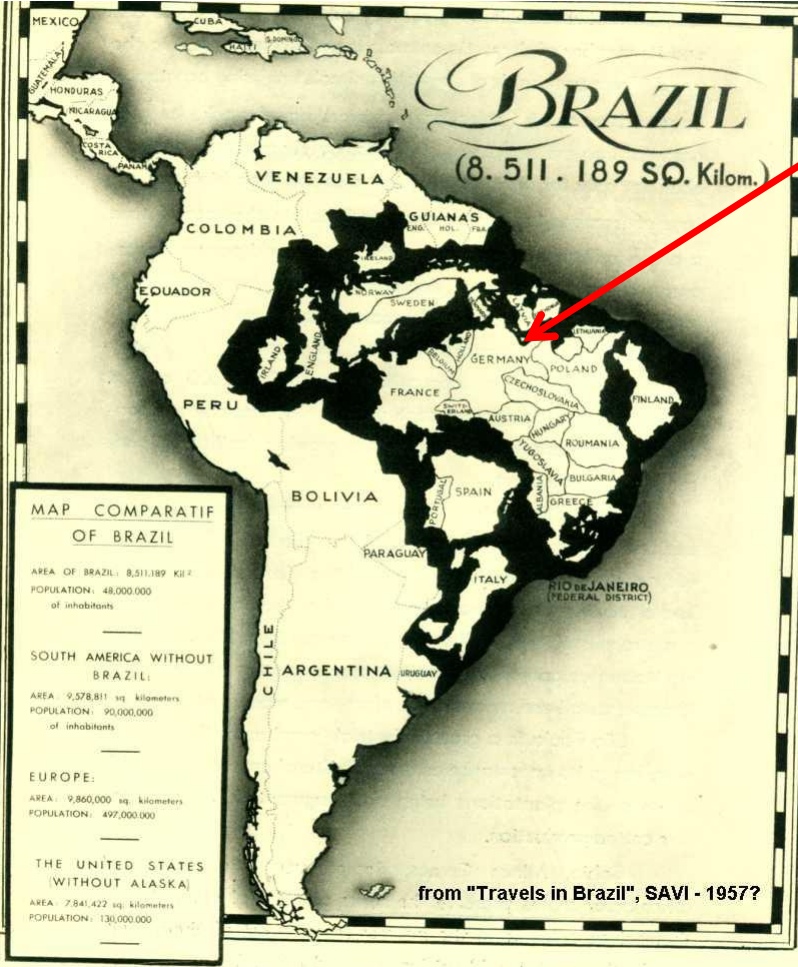 MEXICO
CUBA
HAITI
S. DOMINGO
GUATEMALA
HONDURAS
NICARAGUA
COSTA
RICA
PANAMA
BRAZIL
(8.511.189 SQ. Kilom.)
VENEZUELA
COLOMBIA
GUIANAS
ENG. HOL. FRA.
EQUADOR
ICELAND
NORWAY
SWEDEN
LATVIA
LITHUANIA
IRLAND
ENGLAND
BELGIUM
HOLLAND
GERMANY
POLAND
FRANCE
CZECHOSLOVAKIA
FINLAND
SWITZ-
ERLAND
AUSTRIA
HUNGARY
ROUMANIA
PERU
YUGOSLAVIA
BULGARIA
BOLIVIA
PORTUGAL
SPAIN
ALBANIA
GREECE
PARAGUAY
ITALY
RIO DE JANEIRO
(FEDERAL DISTRICT)
CHILE
ARGENTINA
URUGUAY
MAP COMPARATIF
OF BRAZIL
AREA OF BRAZIL: 8,511.189 Kil²
POPULATION: 48,000.000
of inhabitants
SOUTH AMERICA WITHOUT
BRAZIL:
AREA: 9,578,811 sq. kilometers
POPULATION: 90,000,000
of inhabitants
EUROPE:
AREA: 9,860,000 sq. kilometers
POPULATION: 497,000.000
THE UNITED STATES
(WITHOUT ALASKA)
AREA: 7.841,422 sq. kilometers
POPULATION: 130,000.000
from "Travels in Brazil", SAVI - 1957?